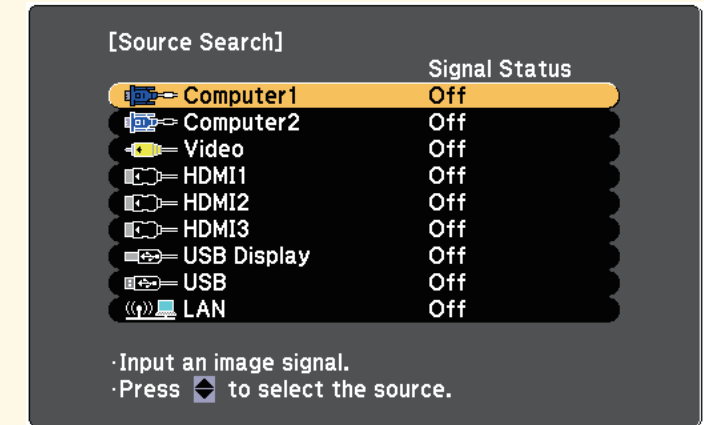 [Source Search]
Signal Status
Computer1 Off
Computer2 Off
Video Off
HDMI1 Off
HDMI2 Off
HDMI3 Off
USB Display Off
USB Off
LAN Off
·Input an image signal.
·Press to select the source.